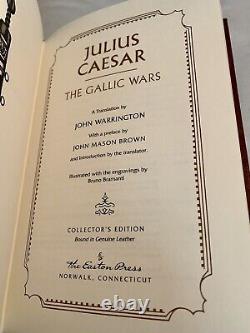 JULIUS
CAESAR
THE GALLIC WARS
A Translation by
JOHN WARRINGTON
With a preface by
JOHN MASON BROWN
and Introduction by the translator.
Illustrated with the engravings by
Bruno Bramanti
COLLECTOR'S EDITION
Bound in Genuine Leather
The Easton Press
NORWALK, CONNECTICUT